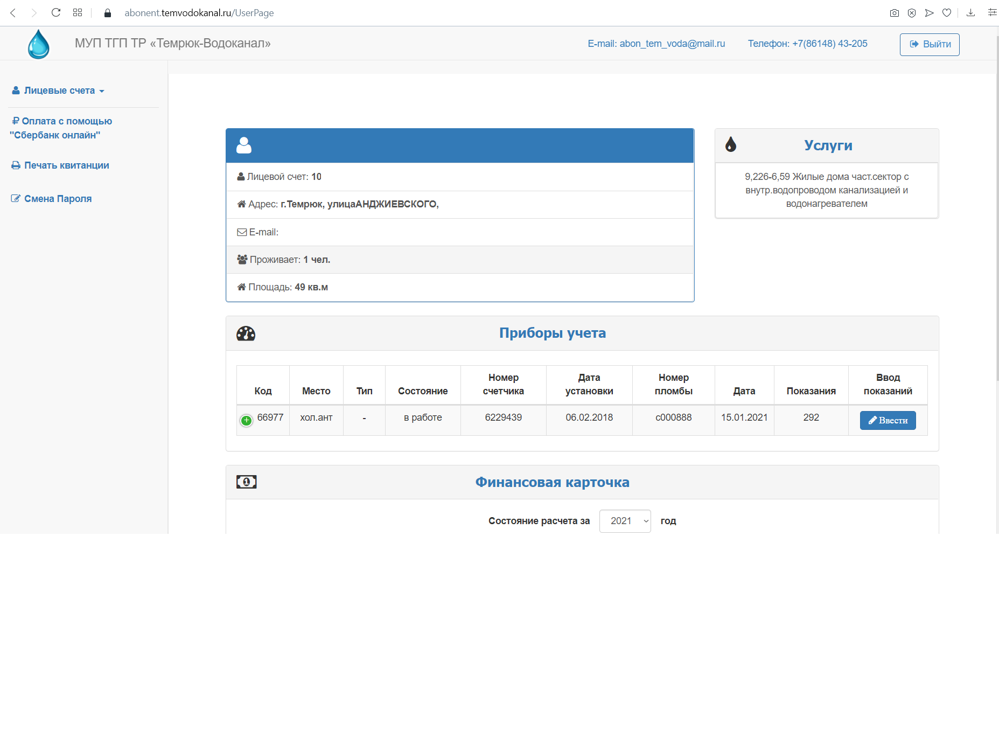 abonent.temvodokanal.ru/UserPage
МУП ТГП ТР «Темрюк-Водоканал»
E-mail: abon_tem_voda@mail.ru
Телефон: +7(86148) 43-205
Выйти
Лицевые счета
Оплата с помощью
"Сбербанк онлайн"
Печать квитанции
Смена Пароля
Лицевой счет: 10
Адрес: г.Темрюк, улицаАНДЖИЕВСКОГО,
E-mail:
Проживает: 1 чел.
Площадь: 49 кв.м
Услуги
9,226-6,59 Жилые дома част.сектор с
внутр.водопроводом канализацией и
водонагревателем
Приборы учета
Код Место Тип Состояние Номер счетчика Дата установки Номер пломбы Дата Показания Ввод показаний
66977 хол.ант - в работе 6229439 06.02.2018 с000888 15.01.2021 292 Ввести
Финансовая карточка
Состояние расчета за 2021 год